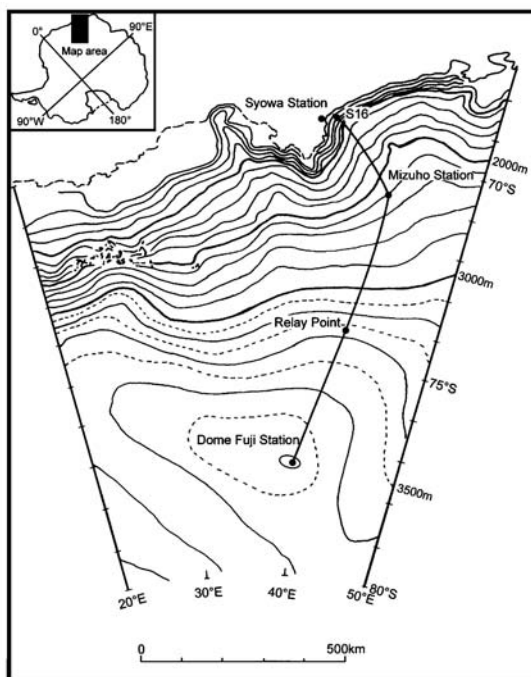 0°
90°E
Map area
90°W
180°
Syowa Station
S16
2000m
70°S
Mizuho Station
3000m
Relay Point
75°S
Dome Fuji Station
3500m
20°E
30°E
40°E
50°E
80°S
0
500km